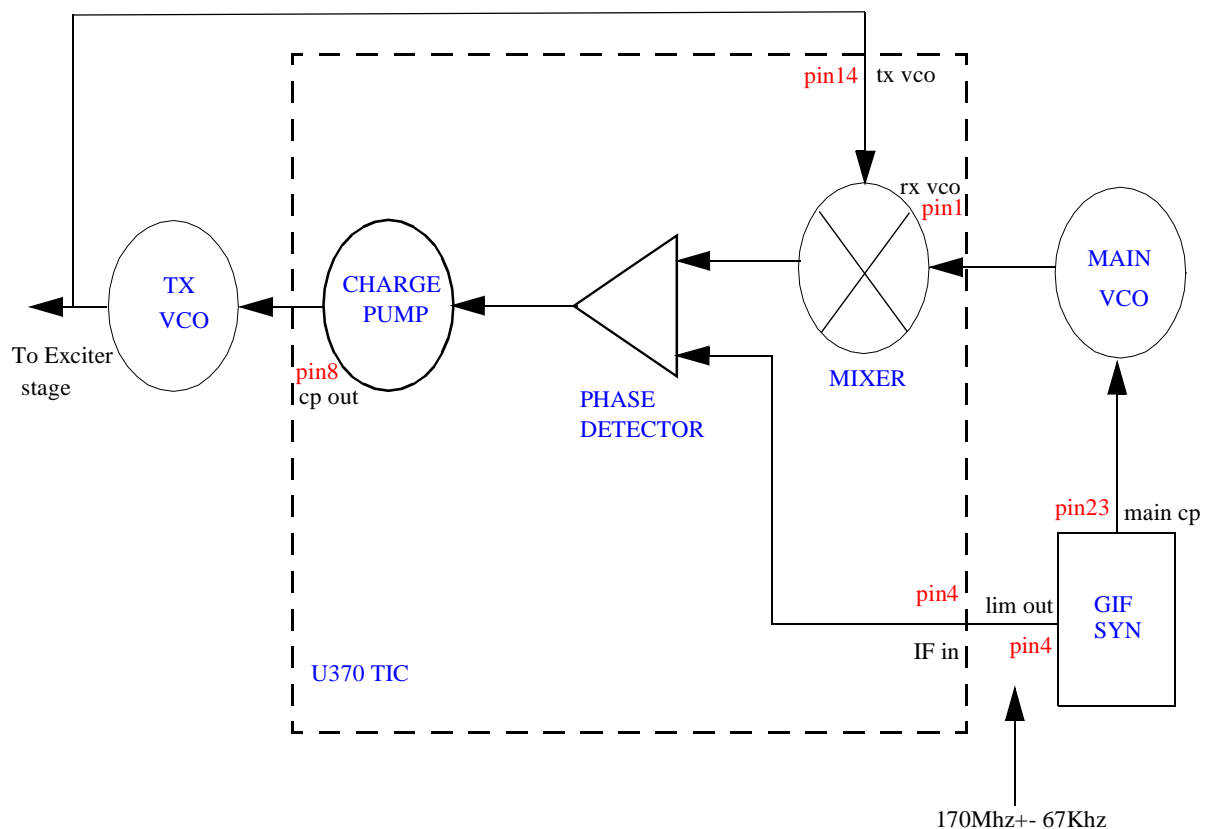 pin14
tx vco
rx vco
pin1
TX
VCO
CHARGE
PUMP
MAIN
VCO
To Exciter
stage
pin8
cp out
PHASE
DETECTOR
MIXER
pin23
main cp
pin4
lim out
GIF
SYN
IF in
pin4
U370 TIC
170Mhz+- 67Khz